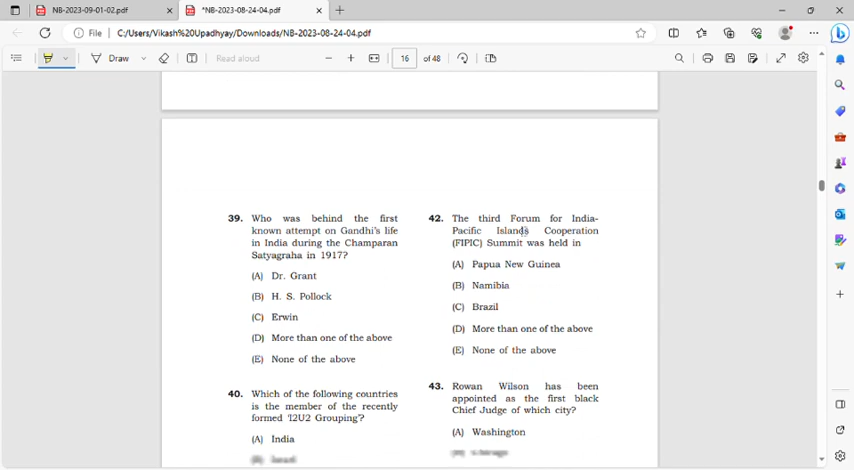 NB-2023-09-01-02.pdf
*NB-2023-08-24-04.pdf
File
C:/Users/Vikash%20Upadhyay/Downloads/NB-2023-08-24-04.pdf
Draw
Read aloud
16 of 48
39. Who was behind the first
known attempt on Gandhi's life
in India during the Champaran
Satyagraha in 1917?
(A) Dr. Grant
(B) H. S. Pollock
(C) Erwin
(D) More than one of the above
(E) None of the above
40. Which of the following countries
is the member of the recently
formed 'I2U2 Grouping'?
(A) India
(B) Israel
42. The third Forum for India-
Pacific Islands Cooperation
(FIPIC) Summit was held in
(A) Papua New Guinea
(B) Namibia
(C) Brazil
(D) More than one of the above
(E) None of the above
43. Rowan Wilson has been
appointed as the first black
Chief Judge of which city?
(A) Washington